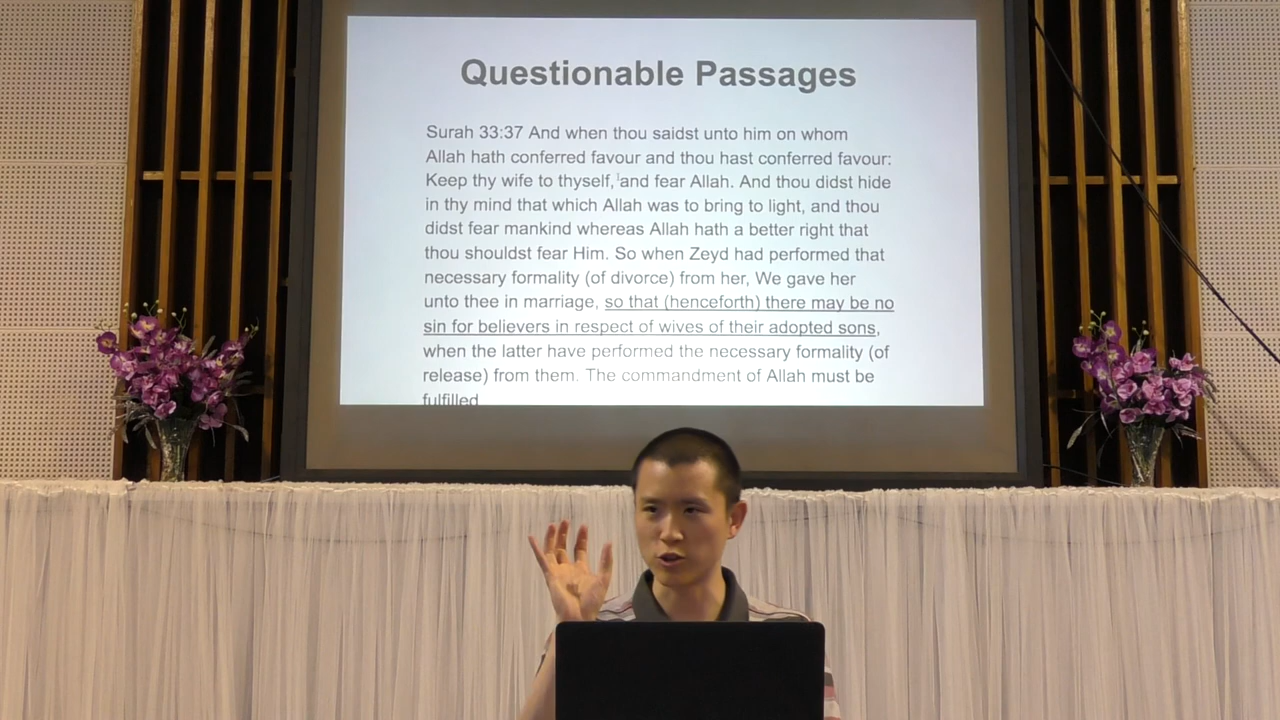 Questionable Passages
Surah 33:37 And when thou saidst unto him on whom
Allah hath conferred favour and thou hast conferred favour:
Keep thy wife to thyself, and fear Allah. And thou didst hide
in thy mind that which Allah was to bring to light, and thou
didst fear mankind whereas Allah hath a better right that
thou shouldst fear Him. So when Zeyd had performed that
necessary formality (of divorce) from her, We gave her
unto thee in marriage, so that (henceforth) there may be no
sin for believers in respect of wives of their adopted sons,
when the latter have performed the necessary formality (of
release) from them. The commandment of Allah must be
fulfilled